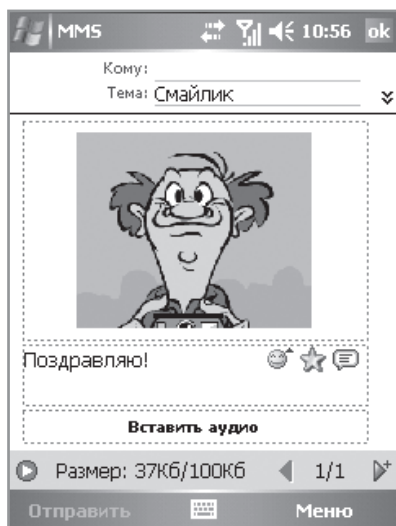 MMS 10:56 ok
Кому:
Тема: Смайлик
Поздравляю!
Вставить аудио
Размер: 37Кб/100Кб 1/1
Отправить Меню